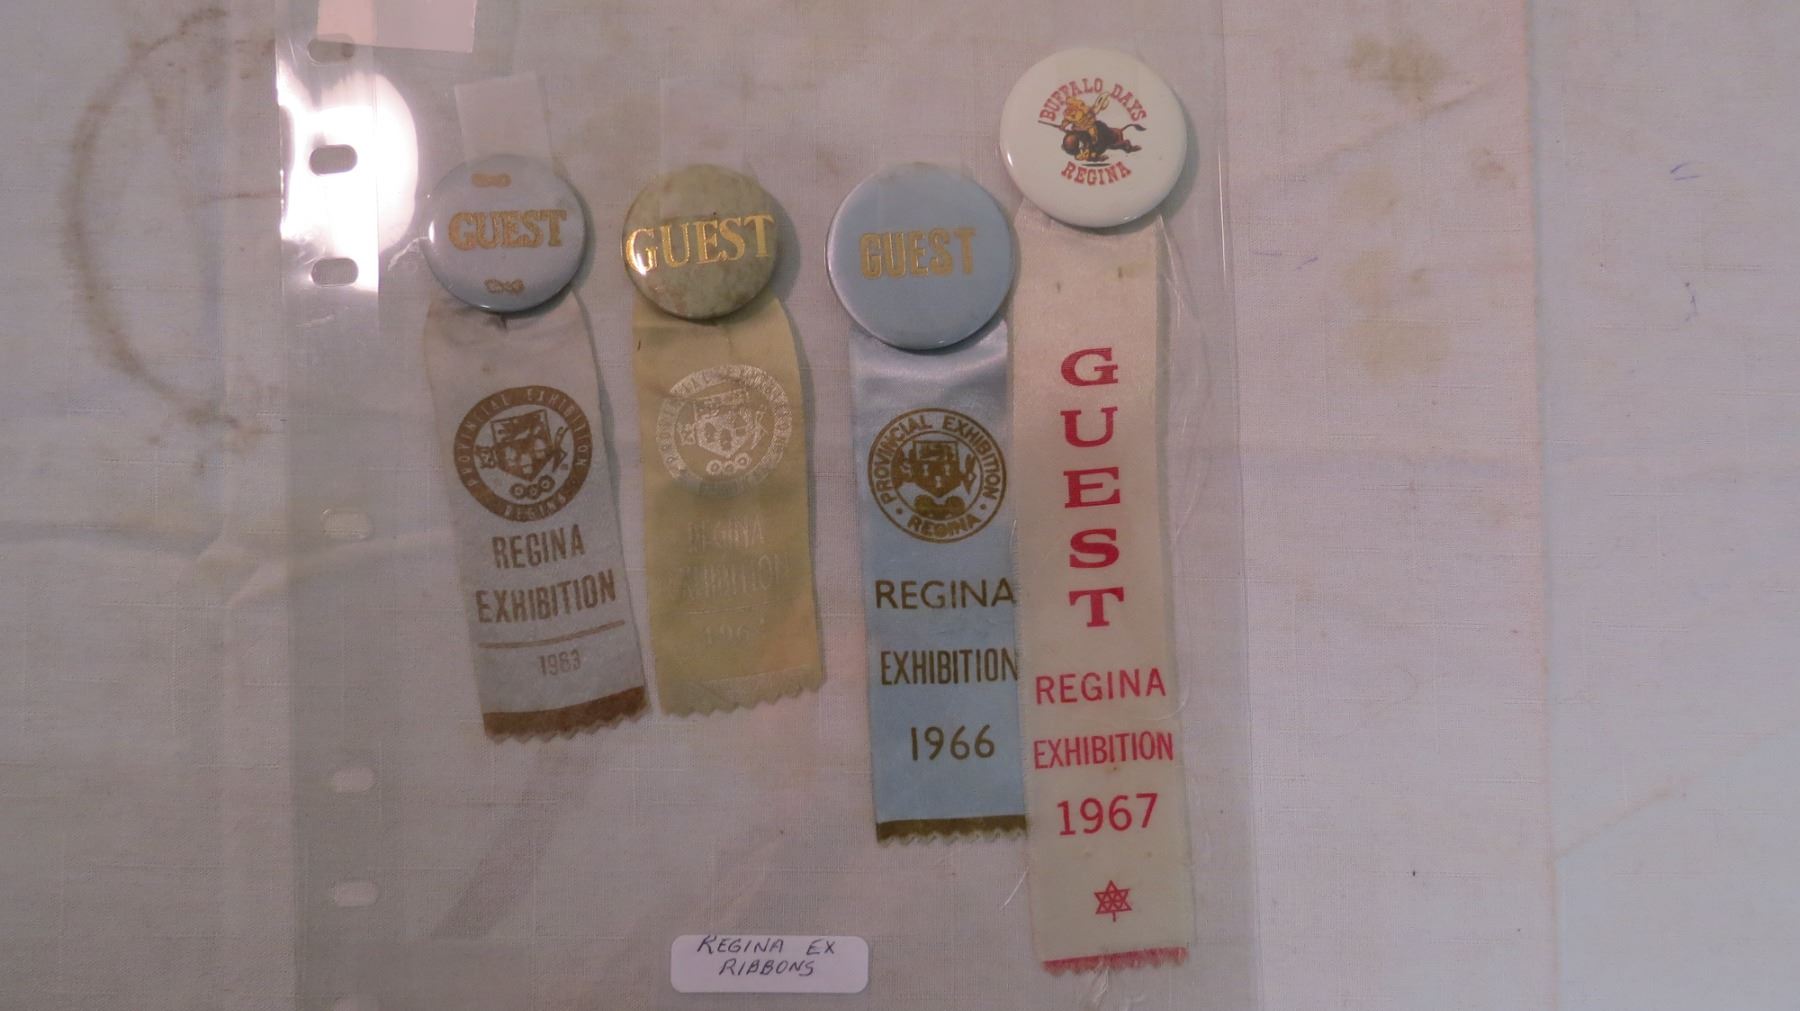 GUEST
PROVINCIAL EXHIBITION
REGINA
REGINA
EXHIBITION
1963
GUEST
REGINA
EXHIBITION
GUEST
PROVINCIAL EXHIBITION
REGINA
REGINA
EXHIBITION
1966
BUFFALO DAYS
REGINA
GUEST
REGINA
EXHIBITION
1967
REGINA EX
RIBBONS